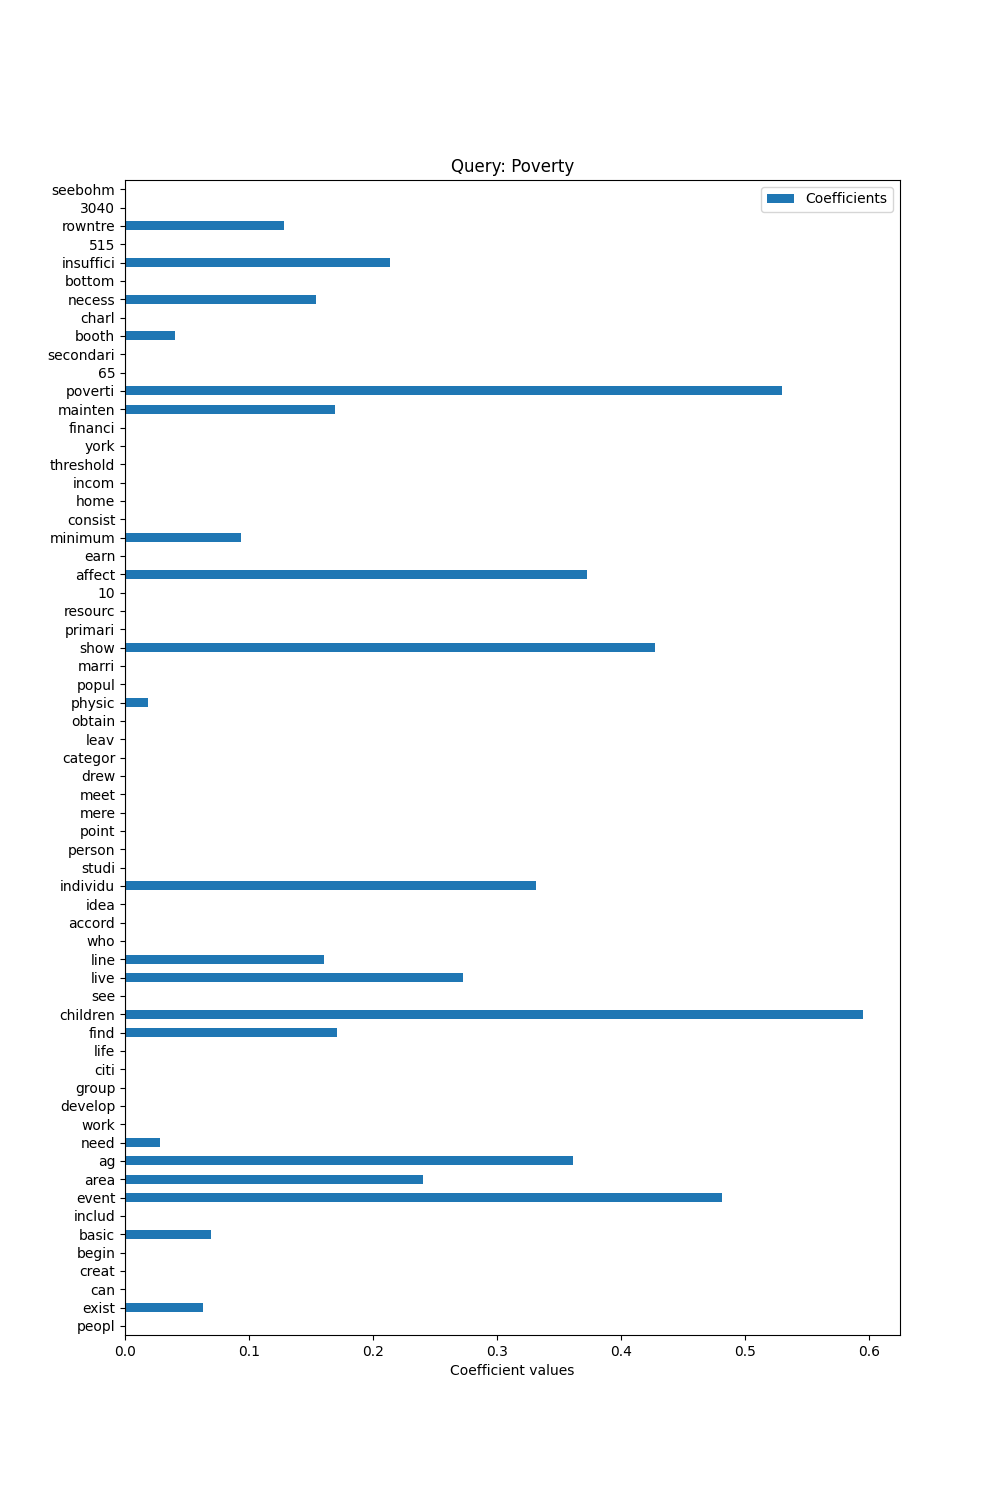 Query: Poverty
Coefficients
seebohm
3040
rowntre
515
insuffici
bottom
necess
charl
booth
secondari
65
poverti
mainten
financi
york
threshold
incom
home
consist
minimum
earn
affect
10
resourc
primari
show
marri
popul
physic
obtain
leav
categor
drew
meet
mere
point
person
studi
individu
idea
accord
who
line
live
see
children
find
life
citi
group
develop
work
need
ag
area
event
includ
basic
begin
creat
can
exist
peopl
0.0 0.1 0.2 0.3 0.4 0.5 0.6
Coefficient values